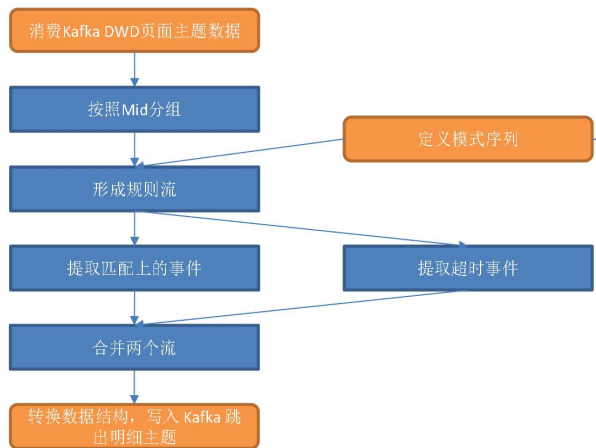 消费Kafka DWD页面主题数据
按照Mid分组
定义模式序列
形成规则流
提取匹配上的事件
提取超时事件
合并两个流
转换数据结构，写入 Kafka 跳
出明细主题